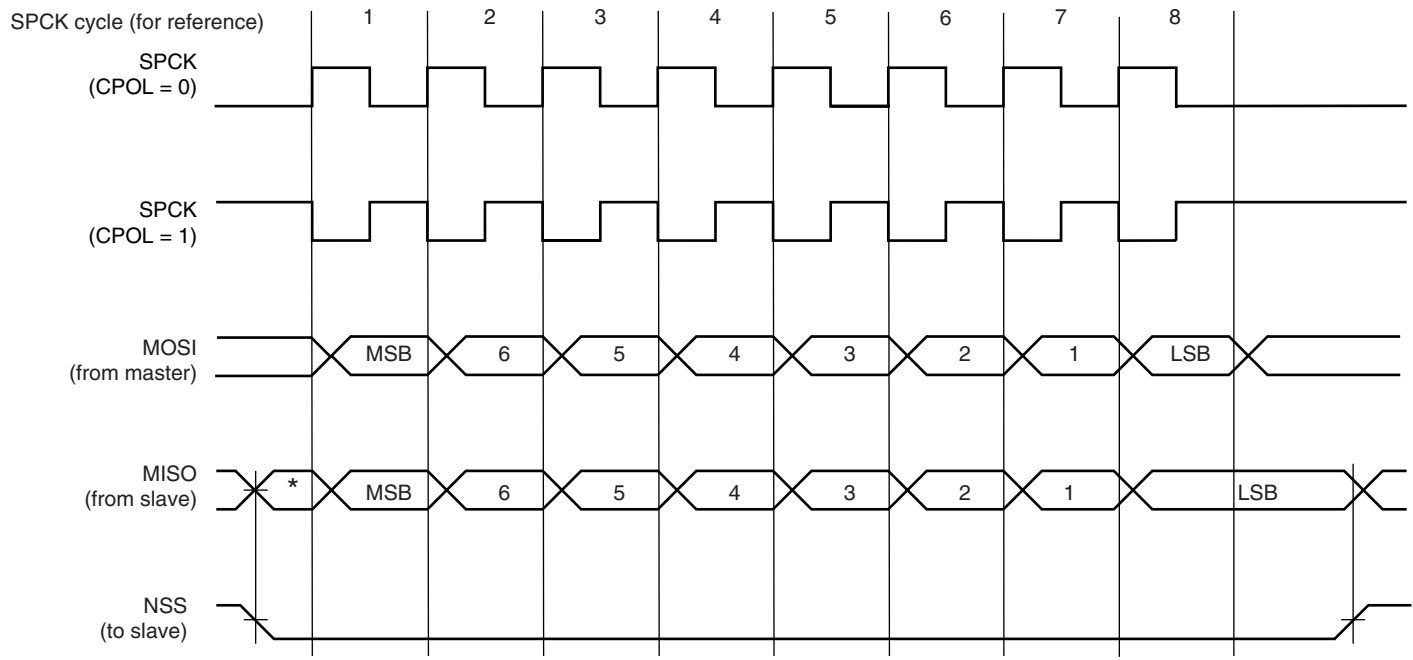 SPCK cycle (for reference) 1 2 3 4 5 6 7 8
SPCK
(CPOL = 0)
SPCK
(CPOL = 1)
MOSI
(from master)
MSB 6 5 4 3 2 1 LSB
MISO
(from slave)
* MSB 6 5 4 3 2 1 LSB
NSS
(to slave)